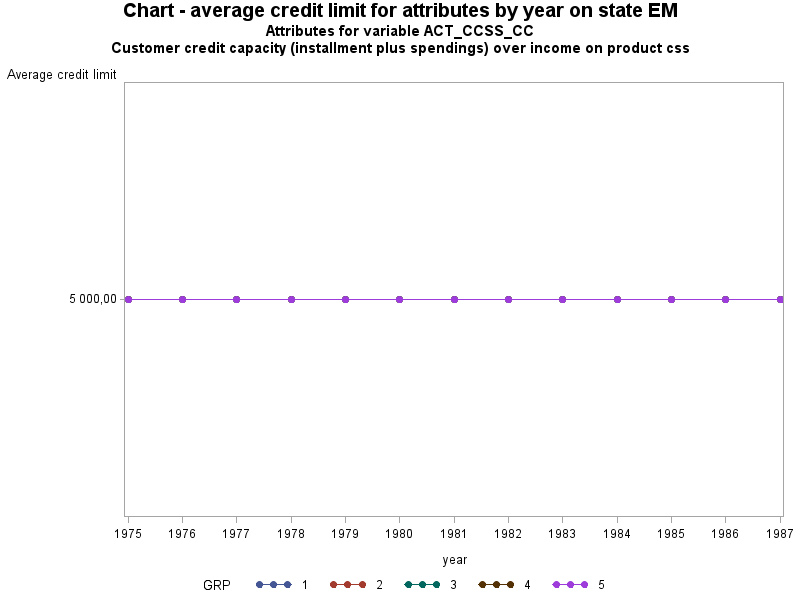 Chart - average credit limit for attributes by year on state EM
Attributes for variable ACT_CCSS_CC
Customer credit capacity (installment plus spendings) over income on product css
Average credit limit
5 000,00
1975 1976 1977 1978 1979 1980 1981 1982 1983 1984 1985 1986 1987
year
GRP 1 2 3 4 5